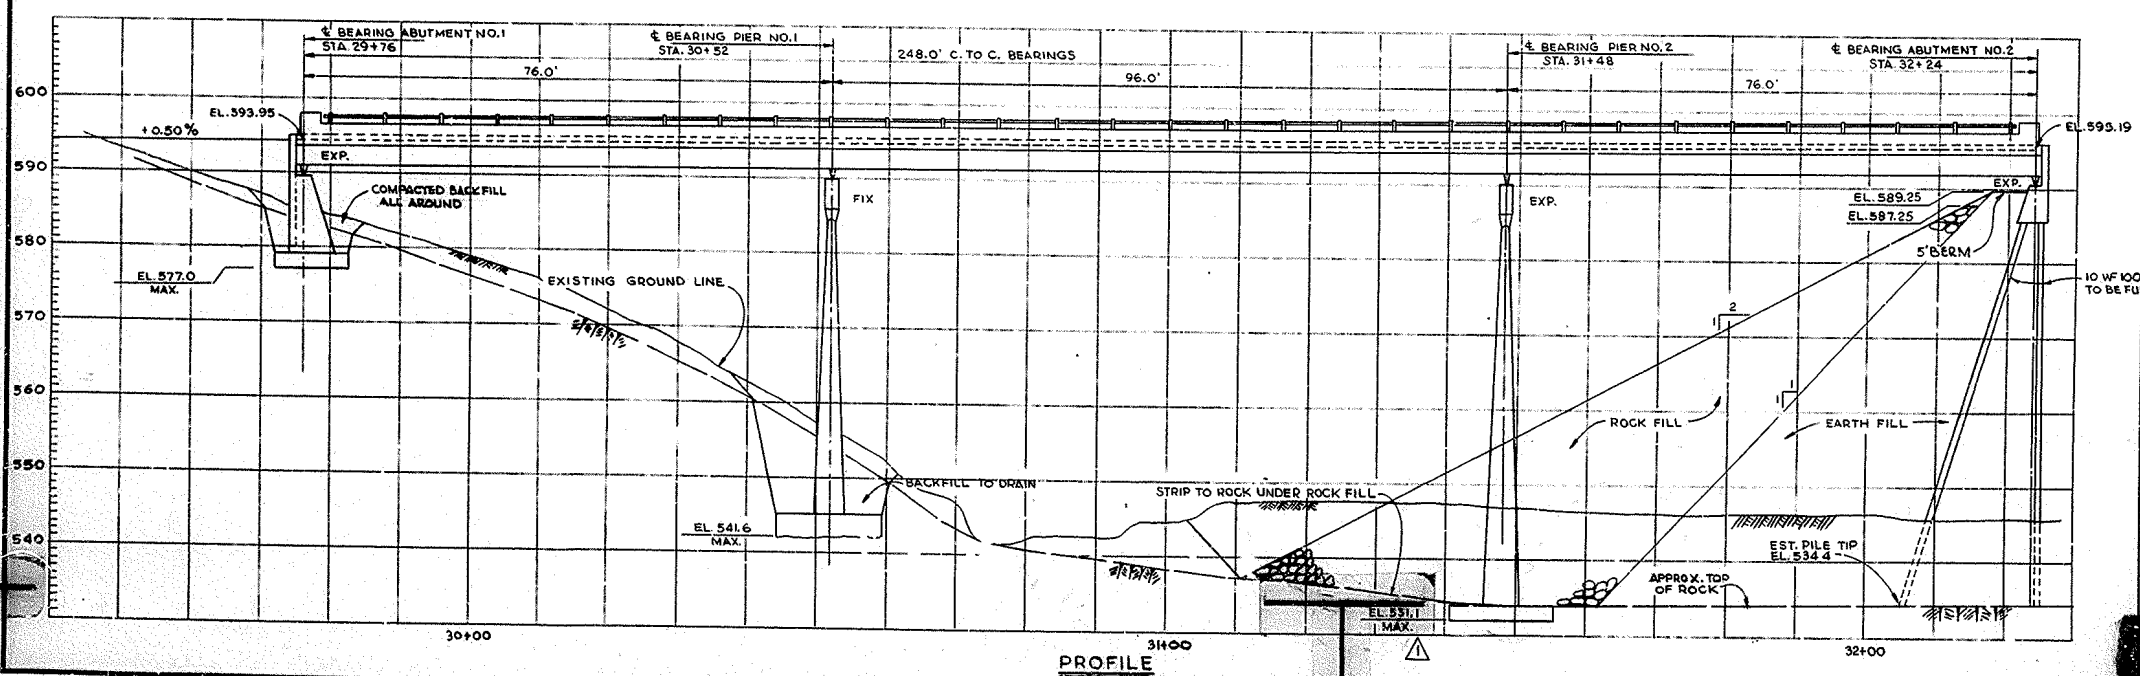 ℄ BEARING ABUTMENT NO.1
STA. 29+76
℄ BEARING PIER NO.1
STA. 30+52
248.0' C. TO C. BEARINGS
℄ BEARING PIER NO.2
STA. 31+48
℄ BEARING ABUTMENT NO.2
STA. 32+24
76.0'
96.0'
76.0'
600
EL.593.95
+0.50%
EL.595.19
590
EXP.
COMPACTED BACKFILL
ALL AROUND
FIX
EXP.
EXP.
EL.589.25
EL.587.25
580
5' BERM
EL.577.0
MAX.
EXISTING GROUND LINE
10 WF 100
TO BE FU
570
2
1
560
1
1
ROCK FILL
EARTH FILL
550
BACKFILL TO DRAIN
STRIP TO ROCK UNDER ROCK FILL
EL. 541.6
MAX.
540
EST. PILE TIP
EL. 534.4
APPROX. TOP
OF ROCK
EL.531.1
MAX.
1
30+00
31+00
32+00
PROFILE